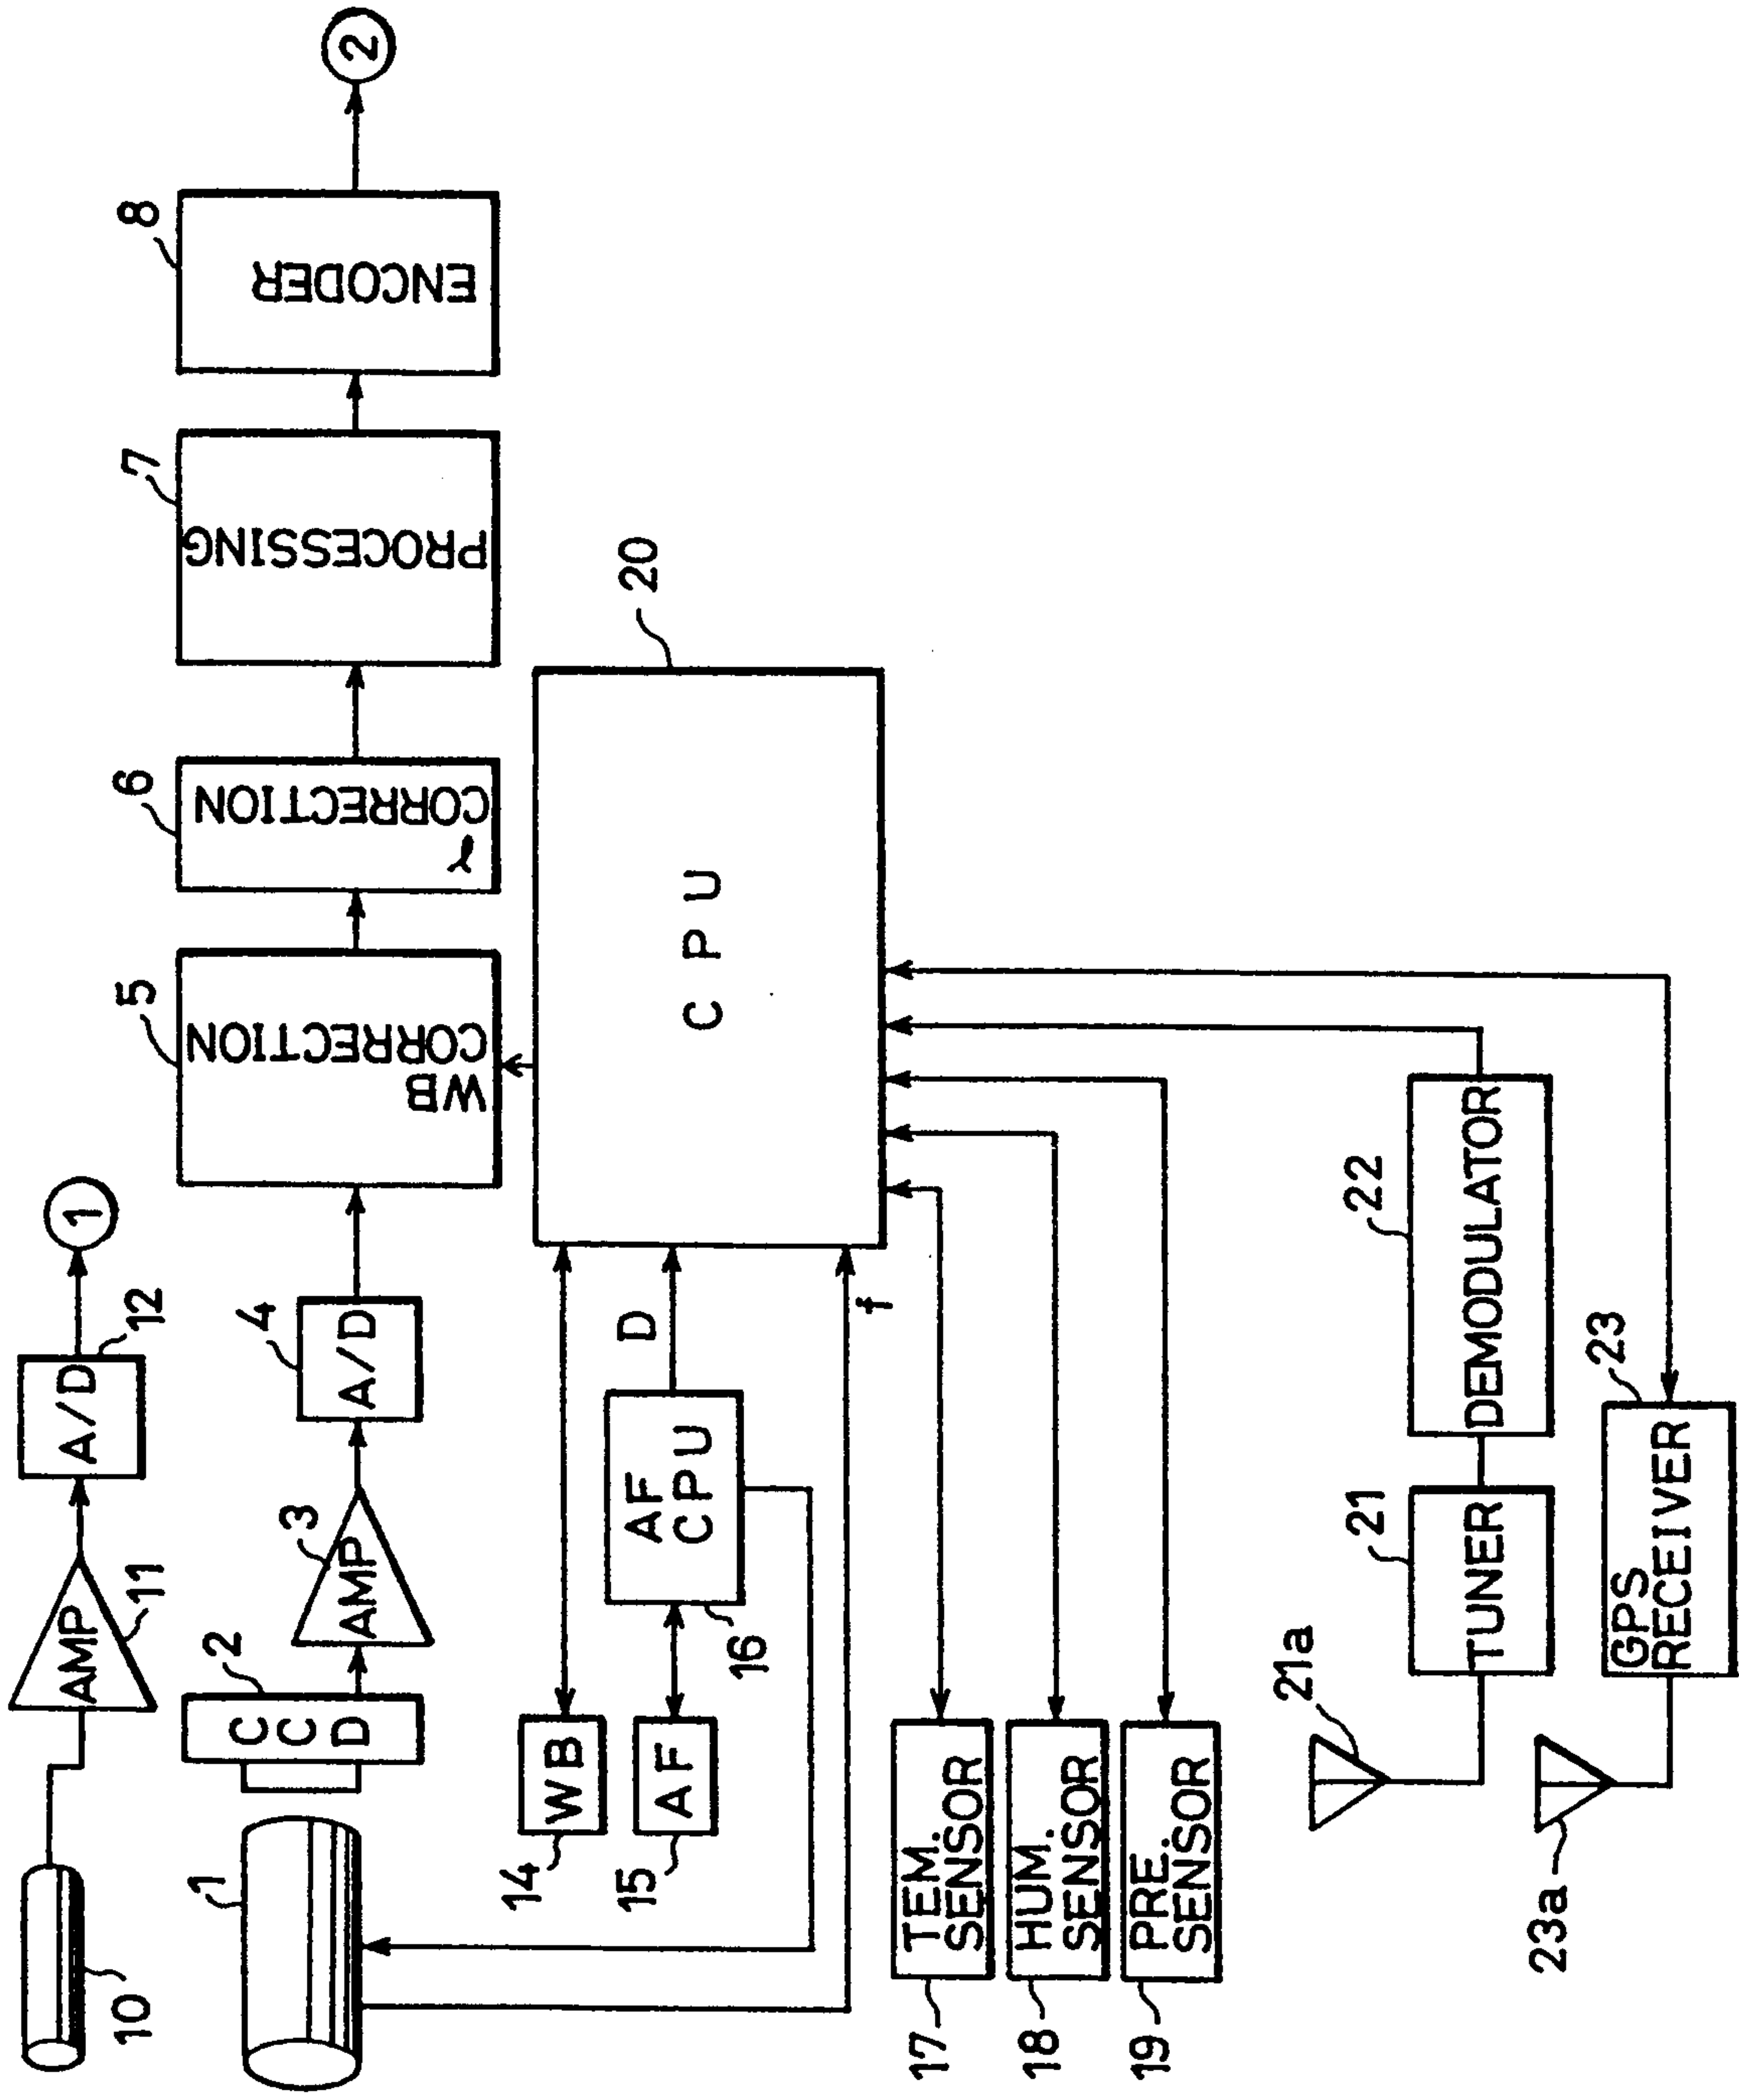 10
AMP
11
A/D
12
1
1
CCD
2
AMP
3
A/D
4
WB
CORRECTION
5
γ
CORRECTION
6
PROCESSING
7
ENCODER
8
2
WB
14
AF
15
AF
CPU
16
D
f
CPU
20
TEM.
SENSOR
17
HUM.
SENSOR
18
PRE.
SENSOR
19
21a
TUNER
21
DEMODULATOR
22
23a
GPS
RECEIVER
23